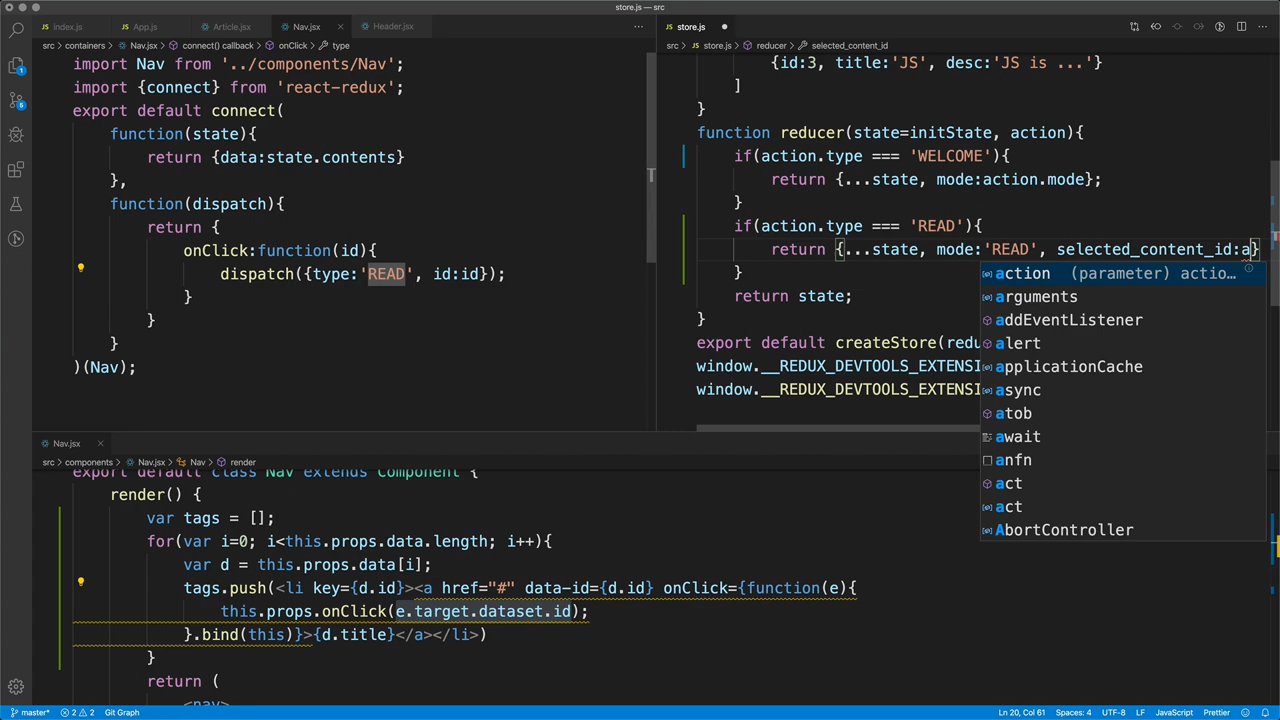 store.js — src
index.js
App.js
Article.jsx
Nav.jsx
Header.jsx
store.js
src
containers
Nav.jsx
connect() callback
onClick
type
import Nav from '../components/Nav';
import {connect} from 'react-redux';
export default connect(
function(state){
return {data:state.contents}
},
function(dispatch){
return {
onClick:function(id){
dispatch({type:'READ', id:id});
}
}
}
)(Nav);
src
store.js
reducer
selected_content_id
{id:3, title:'JS', desc:'JS is ...'}
]
}
function reducer(state=initState, action){
if(action.type === 'WELCOME'){
return {...state, mode:action.mode};
}
if(action.type === 'READ'){
return {...state, mode:'READ', selected_content_id:a}
}
return state;
}
export default createStore(redu
window.__REDUX_DEVTOOLS_EXTENSI
window.__REDUX_DEVTOOLS_EXTENSI
action (parameter) actio…
arguments
addEventListener
alert
applicationCache
async
atob
await
anfn
act
act
AbortController
Nav.jsx
src
components
Nav.jsx
Nav
render
export default class Nav extends Component {
render() {
var tags = [];
for(var i=0; i<this.props.data.length; i++){
var d = this.props.data[i];
tags.push(<li key={d.id}><a href="#" data-id={d.id} onClick={function(e){
this.props.onClick(e.target.dataset.id);
}.bind(this)}>{d.title}</a></li>)
}
return (
<nav>
master*
2
2
Git Graph
Ln 20, Col 61
Spaces: 4
UTF-8
LF
JavaScript
Prettier